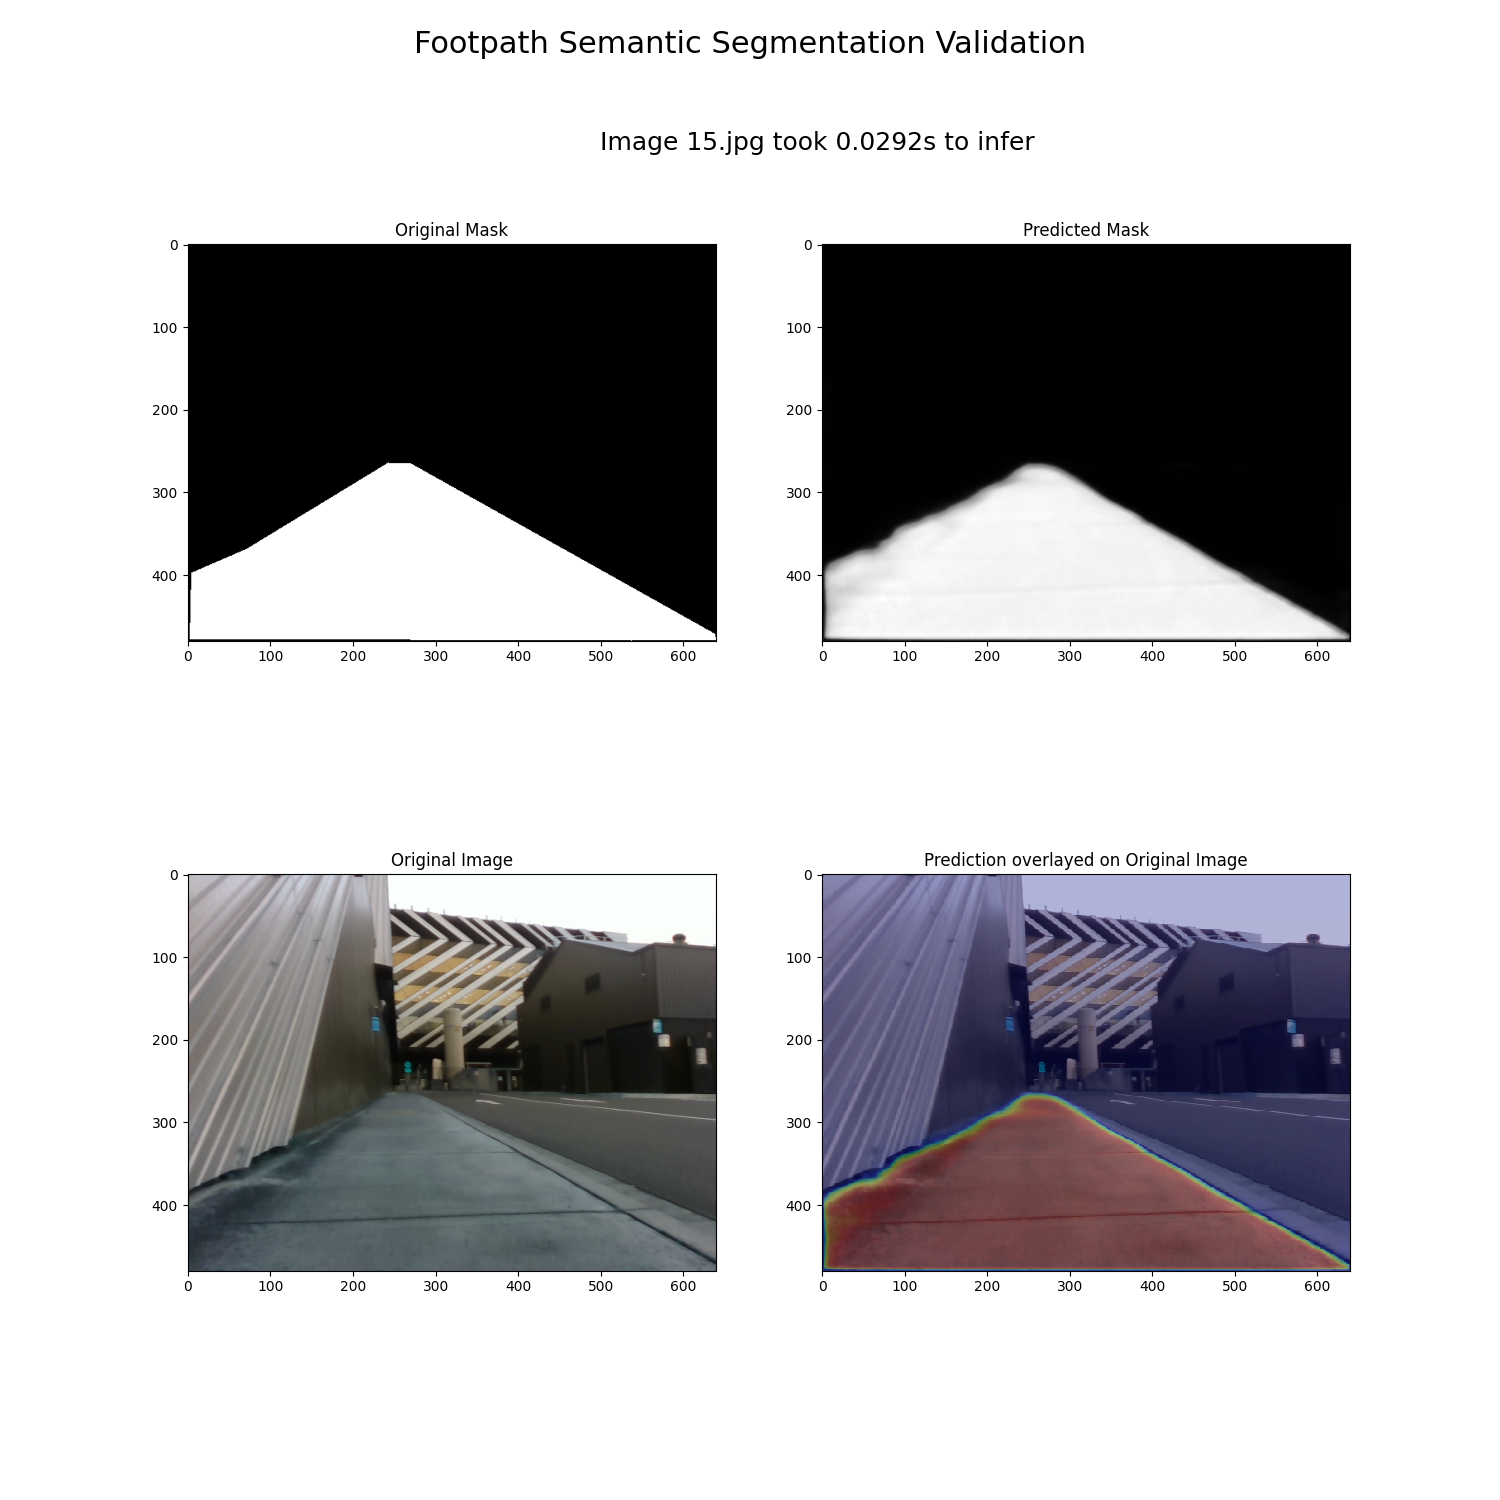 Footpath Semantic Segmentation Validation
Image 15.jpg took 0.0292s to infer
Original Mask
0
100
200
300
400
0 100 200 300 400 500 600
Predicted Mask
0
100
200
300
400
0 100 200 300 400 500 600
Original Image
0
100
200
300
400
0 100 200 300 400 500 600
Prediction overlayed on Original Image
0
100
200
300
400
0 100 200 300 400 500 600